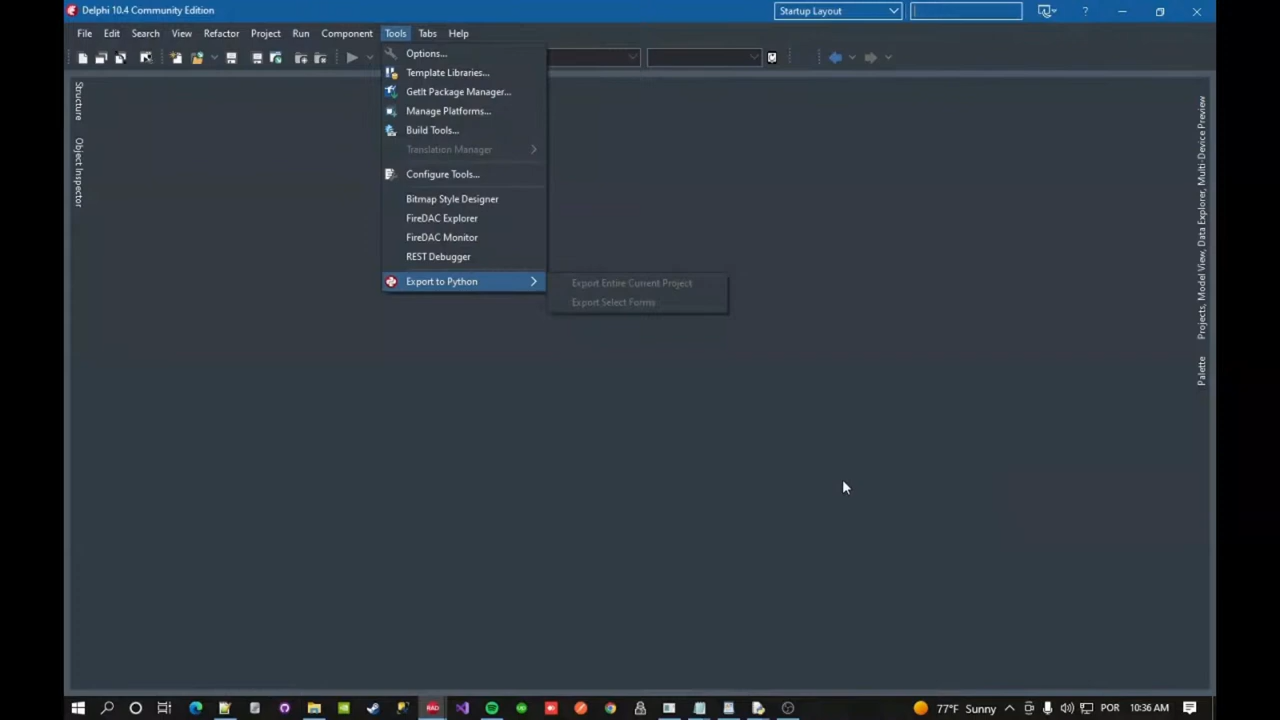 Delphi 10.4 Community Edition
Startup Layout
?
File Edit Search View Refactor Project Run Component Tools Tabs Help
Options...
Template Libraries...
GetIt Package Manager...
Manage Platforms...
Build Tools...
Translation Manager
Configure Tools...
Bitmap Style Designer
FireDAC Explorer
FireDAC Monitor
REST Debugger
Export to Python
Export Entire Current Project
Export Select Forms
Structure
Object Inspector
Projects, Model View, Data Explorer, Multi-Device Preview
Palette
RAD
77°F Sunny
POR
10:36 AM